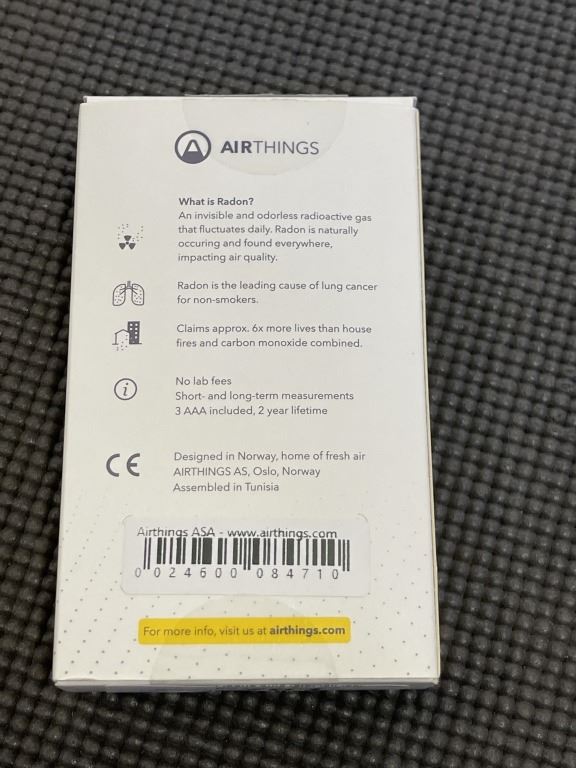 AIRTHINGS
What is Radon?
An invisible and odorless radioactive gas
that fluctuates daily. Radon is naturally
occuring and found everywhere,
impacting air quality.
Radon is the leading cause of lung cancer
for non-smokers.
Claims approx. 6x more lives than house
fires and carbon monoxide combined.
i
No lab fees
Short- and long-term measurements
3 AAA included, 2 year lifetime
CE
Designed in Norway, home of fresh air
AIRTHINGS AS, Oslo, Norway
Assembled in Tunisia
Airthings ASA - www.airthings.com
0 024600 084710
For more info, visit us at airthings.com